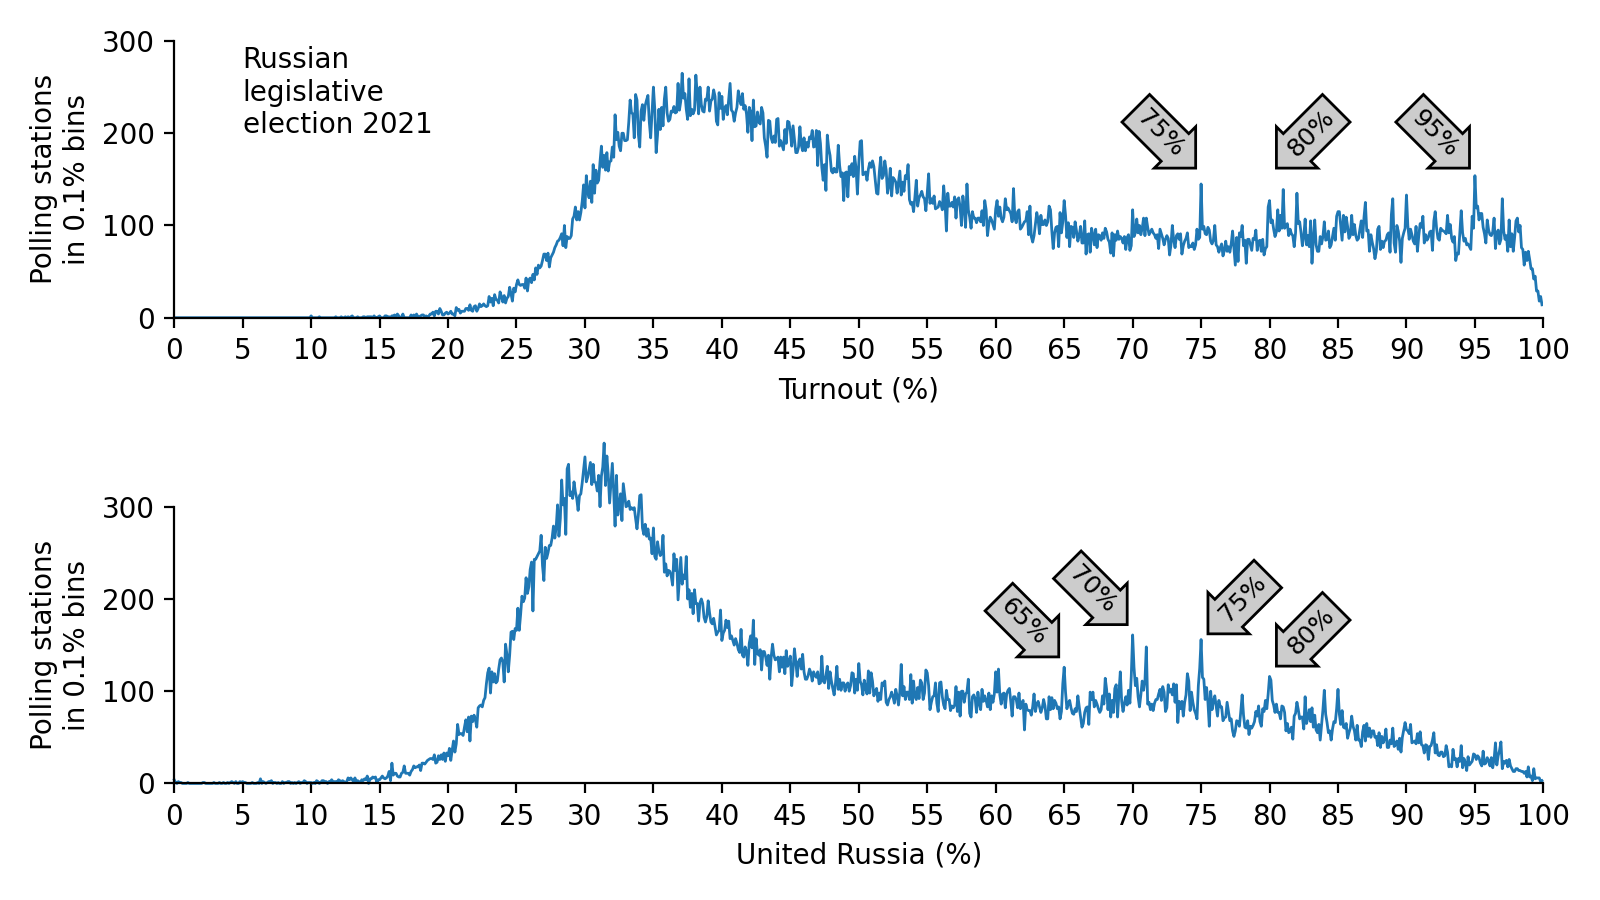 Russian
legislative
election 2021
Polling stations
in 0.1% bins
300
200
100
0
75%
80%
95%
0 5 10 15 20 25 30 35 40 45 50 55 60 65 70 75 80 85 90 95 100
Turnout (%)
Polling stations
in 0.1% bins
300
200
100
0
65%
70%
75%
80%
0 5 10 15 20 25 30 35 40 45 50 55 60 65 70 75 80 85 90 95 100
United Russia (%)